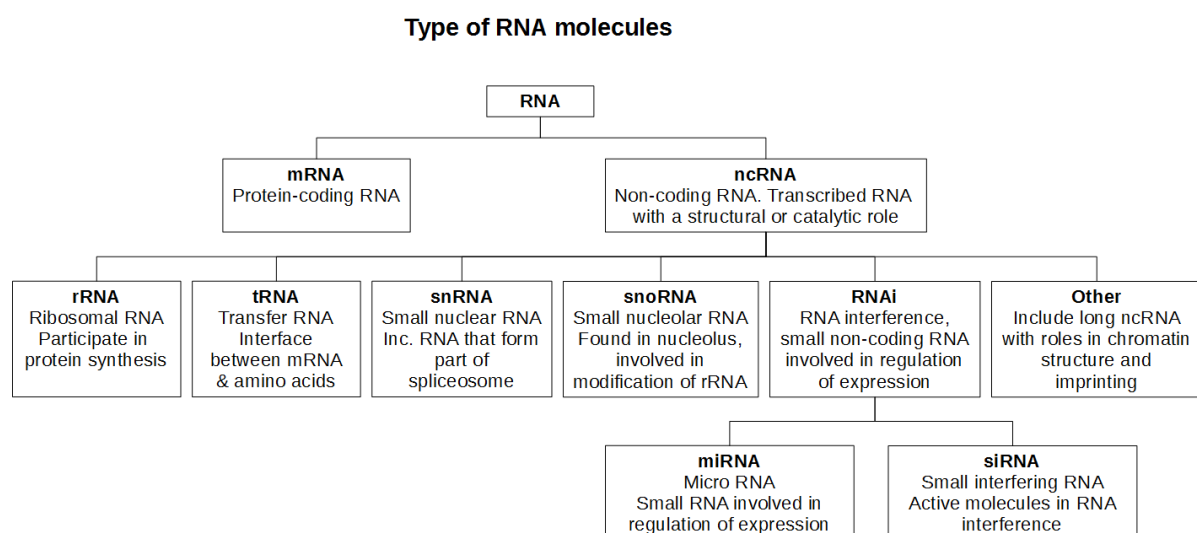 Type of RNA molecules
RNA
mRNA
Protein-coding RNA
ncRNA
Non-coding RNA. Transcribed RNA
with a structural or catalytic role
rRNA
Ribosomal RNA
Participate in
protein synthesis
tRNA
Transfer RNA
Interface
between mRNA
& amino acids
snRNA
Small nuclear RNA
Inc. RNA that form
part of
spliceosome
snoRNA
Small nucleolar RNA
Found in nucleolus,
involved in
modification of rRNA
RNAi
RNA interference,
small non-coding RNA
involved in regulation
of expression
Other
Include long ncRNA
with roles in chromatin
structure and
imprinting
miRNA
Micro RNA
Small RNA involved in
regulation of expression
siRNA
Small interfering RNA
Active molecules in RNA
interference